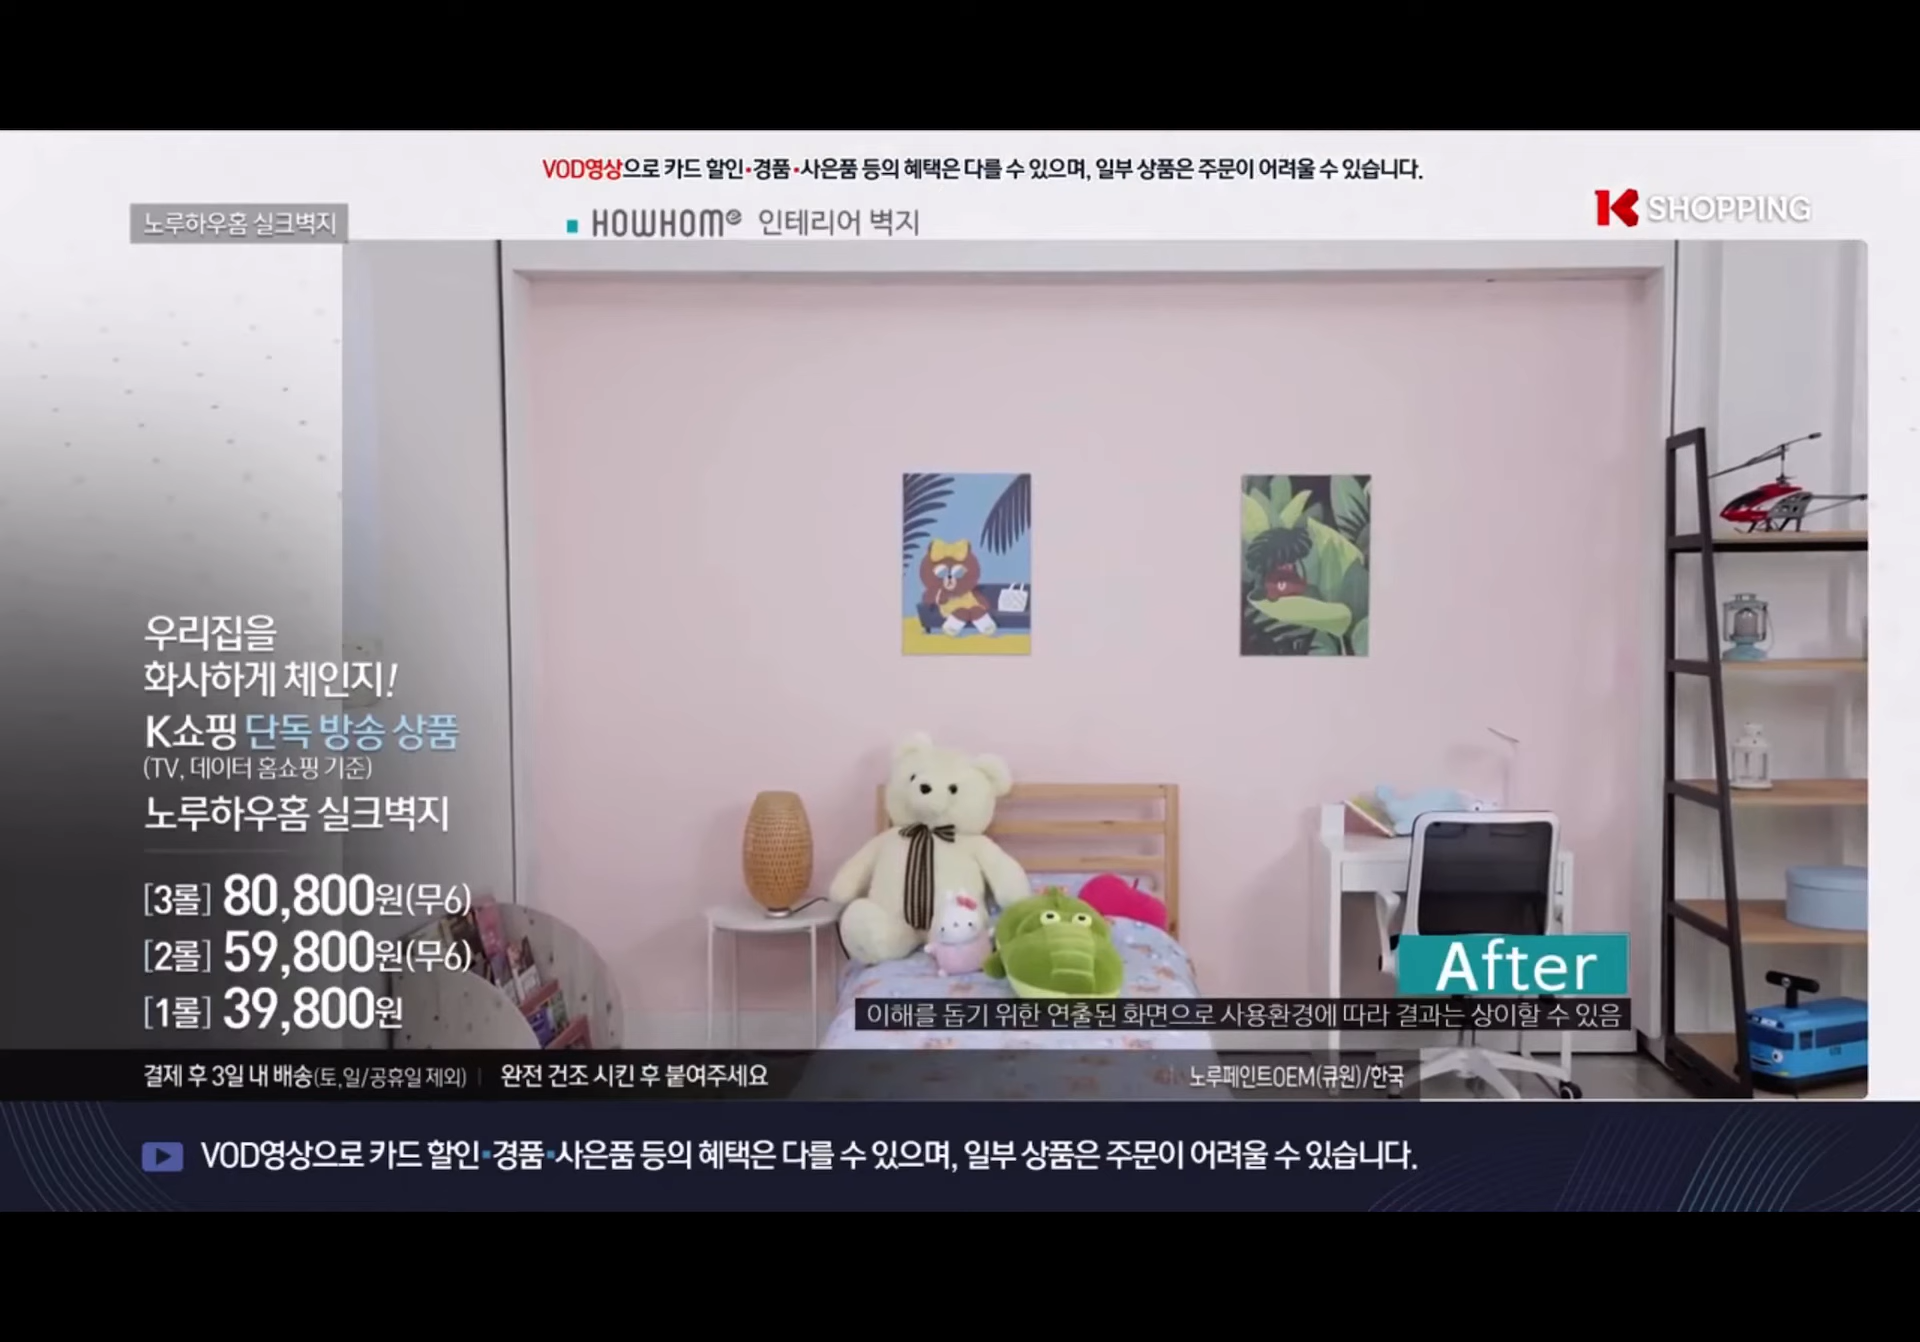 VOD영상으로 카드 할인•경품•사은품 등의 혜택은 다를 수 있으며, 일부 상품은 주문이 어려울 수 있습니다.
노루하우홈 실크벽지
HOWHOMe 인테리어 벽지
K SHOPPING
우리집을
화사하게 체인지!
K쇼핑 단독 방송 상품
(TV, 데이터 홈쇼핑 기준)
노루하우홈 실크벽지
[3롤] 80,800원(무6)
[2롤] 59,800원(무6)
[1롤] 39,800원
After
이해를 돕기 위한 연출된 화면으로 사용환경에 따라 결과는 상이할 수 있음
결제 후 3일 내 배송(토,일/공휴일 제외) | 완전 건조 시킨 후 붙여주세요
노루페인트OEM(큐원)/한국
VOD영상으로 카드 할인•경품•사은품 등의 혜택은 다를 수 있으며, 일부 상품은 주문이 어려울 수 있습니다.